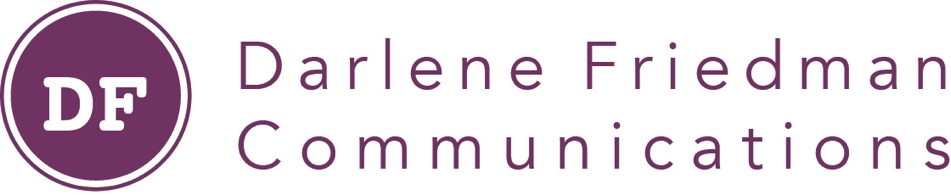 DF
Darlene Friedman
Communications